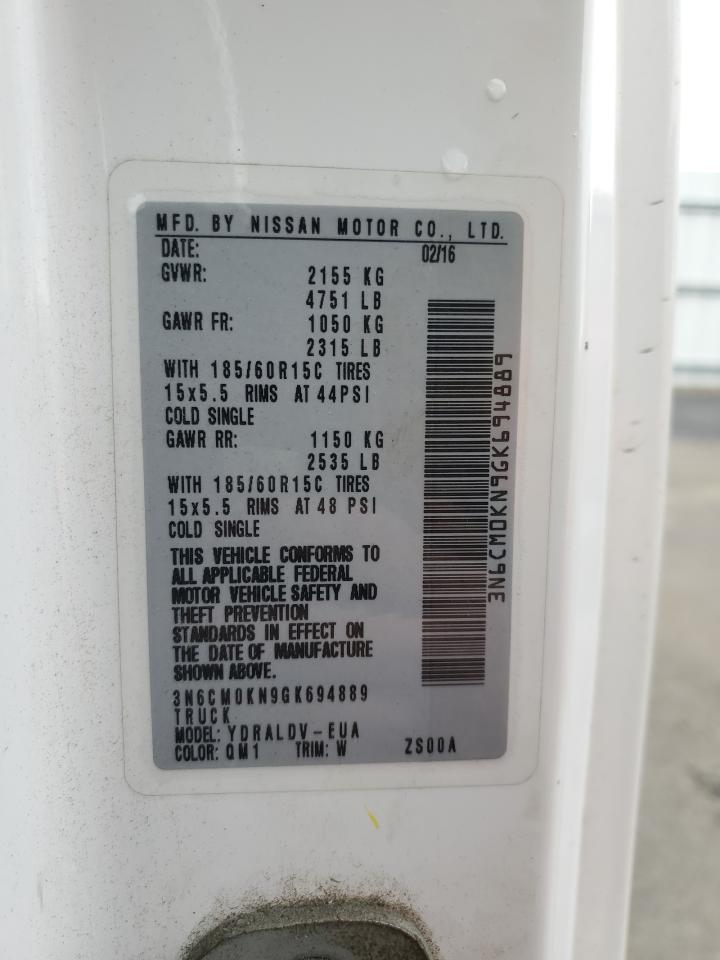 MFD. BY NISSAN MOTOR CO., LTD.
DATE: 02/16
GVWR: 2155 KG
4751 LB
GAWR FR: 1050 KG
2315 LB
WITH 185/60R15C TIRES
15x5.5 RIMS AT 44PSI
COLD SINGLE
GAWR RR: 1150 KG
2535 LB
WITH 185/60R15C TIRES
15x5.5 RIMS AT 48 PSI
COLD SINGLE
THIS VEHICLE CONFORMS TO
ALL APPLICABLE FEDERAL
MOTOR VEHICLE SAFETY AND
THEFT PREVENTION
STANDARDS IN EFFECT ON
THE DATE OF MANUFACTURE
SHOWN ABOVE.
3N6CM0KN9GK694889
TRUCK
MODEL: YDRALDV-EUA
COLOR: QM1 TRIM: W ZS00A
3N6CM0KN9GK694889